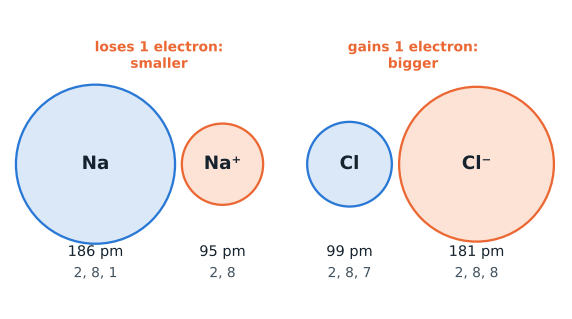 loses 1 electron:
smaller
gains 1 electron:
bigger
Na
Na⁺
Cl
Cl⁻
186 pm
95 pm
99 pm
181 pm
2, 8, 1
2, 8
2, 8, 7
2, 8, 8